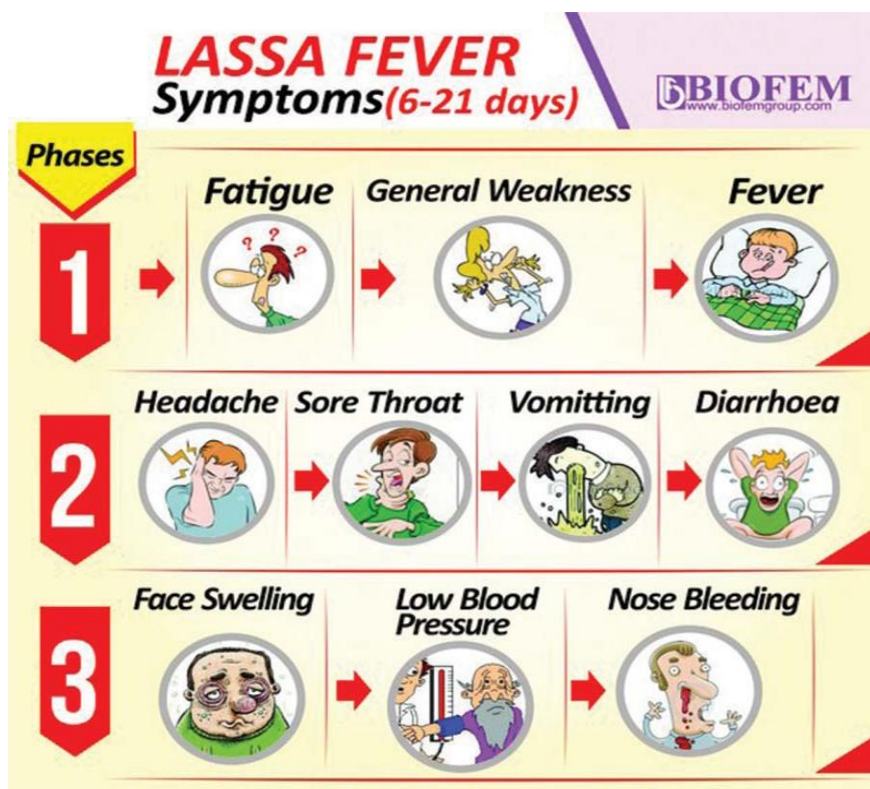 LASSA FEVER
Symptoms(6-21 days)
BIOFEM
www.biofemgroup.com
Phases
1
Fatigue
General Weakness
Fever
? ? ?
2
Headache
Sore Throat
Vomitting
Diarrhoea
3
Face Swelling
Low Blood
Pressure
Nose Bleeding